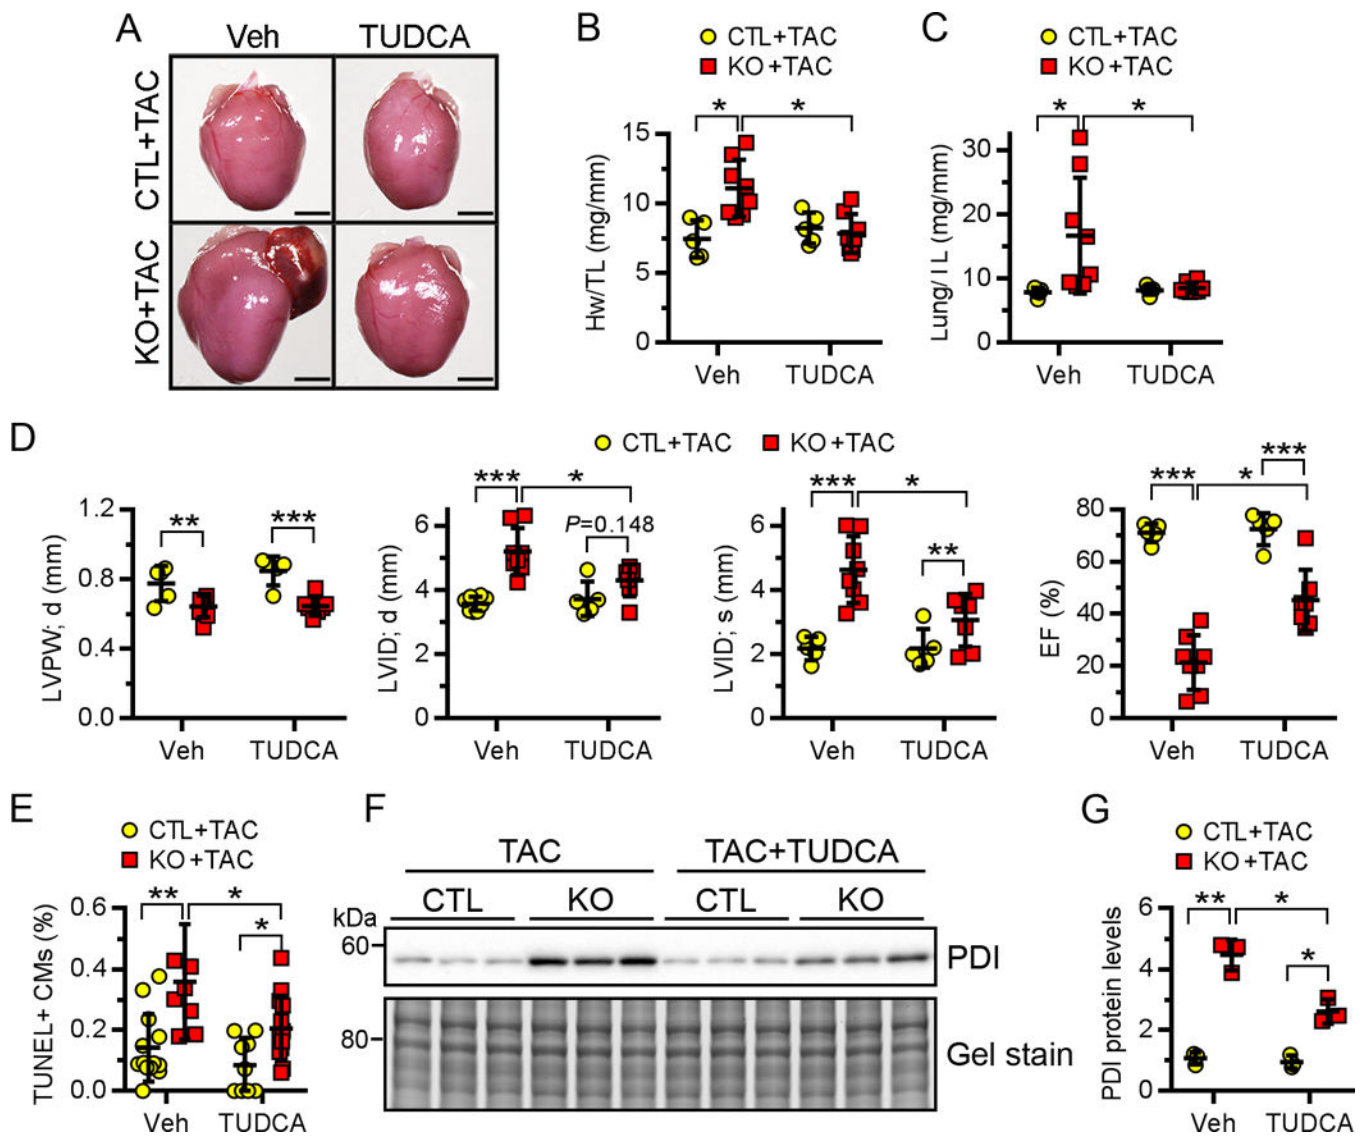 A
Veh
TUDCA
CTL+TAC
KO+TAC
B
CTL+TAC
KO+TAC
*
*
Hw/TL (mg/mm)
15
10
5
0
Veh
TUDCA
C
CTL+TAC
KO+TAC
*
*
Lung/TL (mg/mm)
30
20
10
0
Veh
TUDCA
D
CTL+TAC
KO+TAC
LVPW; d (mm)
1.2
0.8
0.4
0.0
**
***
Veh
TUDCA
LVID; d (mm)
6
4
2
0
***
*
P=0.148
Veh
TUDCA
LVID; s (mm)
6
4
2
0
***
*
**
Veh
TUDCA
EF (%)
80
60
40
20
0
***
*
***
Veh
TUDCA
E
CTL+TAC
KO+TAC
TUNEL+ CMs (%)
0.6
0.4
0.2
0.0
**
*
*
Veh
TUDCA
F
TAC
TAC+TUDCA
CTL
KO
CTL
KO
kDa
60
PDI
80
Gel stain
G
CTL+TAC
KO+TAC
PDI protein levels
6
4
2
0
**
*
*
Veh
TUDCA